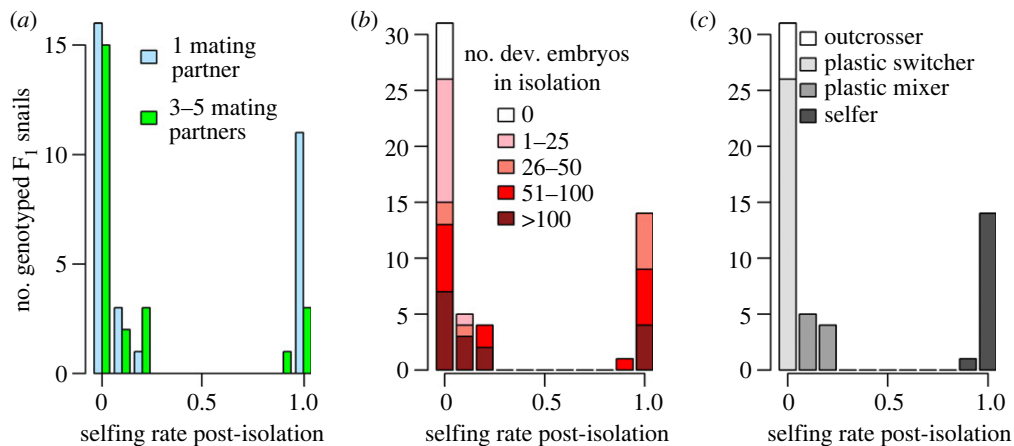 (a)
no. genotyped F1 snails
15
10
5
0
1 mating
partner
3–5 mating
partners
0
0.5
1.0
selfing rate post-isolation
(b)
30
25
20
15
10
5
0
no. dev. embryos
in isolation
0
1–25
26–50
51–100
>100
0
0.5
1.0
selfing rate post-isolation
(c)
30
25
20
15
10
5
0
outcrosser
plastic switcher
plastic mixer
selfer
0
0.5
1.0
selfing rate post-isolation